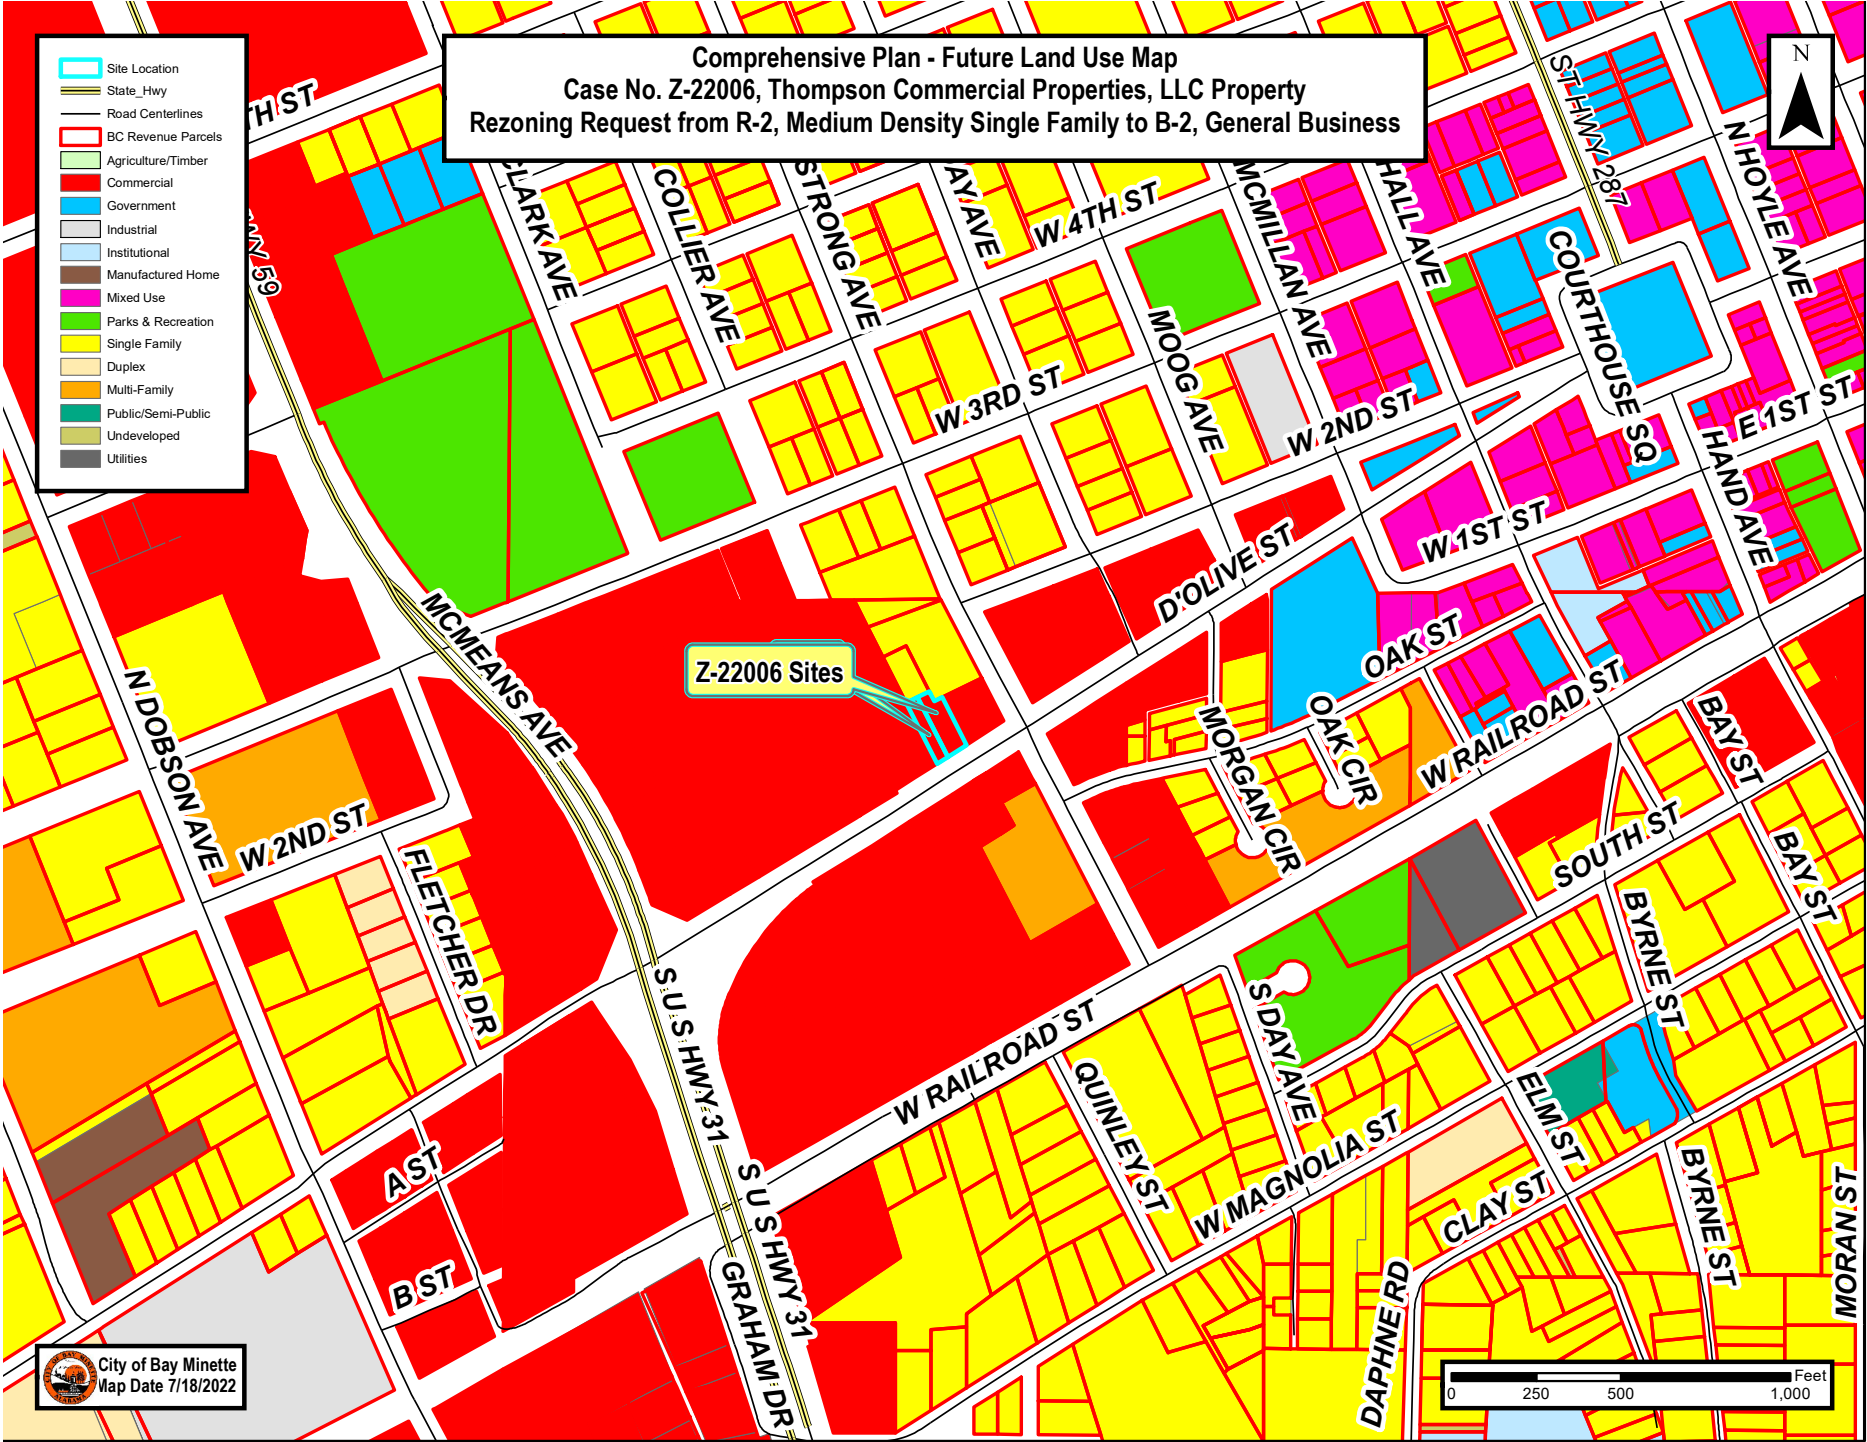 Comprehensive Plan - Future Land Use Map
Case No. Z-22006, Thompson Commercial Properties, LLC Property
Rezoning Request from R-2, Medium Density Single Family to B-2, General Business
N
Site Location
State_Hwy
Road Centerlines
BC Revenue Parcels
Agriculture/Timber
Commercial
Government
Industrial
Institutional
Manufactured Home
Mixed Use
Parks & Recreation
Single Family
Duplex
Multi-Family
Public/Semi-Public
Undeveloped
Utilities
TH ST
WY 59
CLARK AVE
COLLIER AVE
STRONG AVE
AY AVE
W 4TH ST
MCMILLAN AVE
HALL AVE
ST HWY 287
N HOYLE AVE
COURTHOUSE SQ
MOOG AVE
W 3RD ST
W 2ND ST
E 1ST ST
HAND AVE
W 1ST ST
D'OLIVE ST
MCMEANS AVE
Z-22006 Sites
OAK ST
OAK CIR
MORGAN CIR
W RAILROAD ST
BAY ST
N DOBSON AVE
W 2ND ST
FLETCHER DR
SOUTH ST
BAY ST
BYRNE ST
S U S HWY 31
W RAILROAD ST
S DAY AVE
QUINLEY ST
W MAGNOLIA ST
ELM ST
CLAY ST
BYRNE ST
MORAN ST
A ST
B ST
S U S HWY 31
GRAHAM DR
DAPHNE RD
City of Bay Minette
Map Date 7/18/2022
Feet
0 250 500 1,000